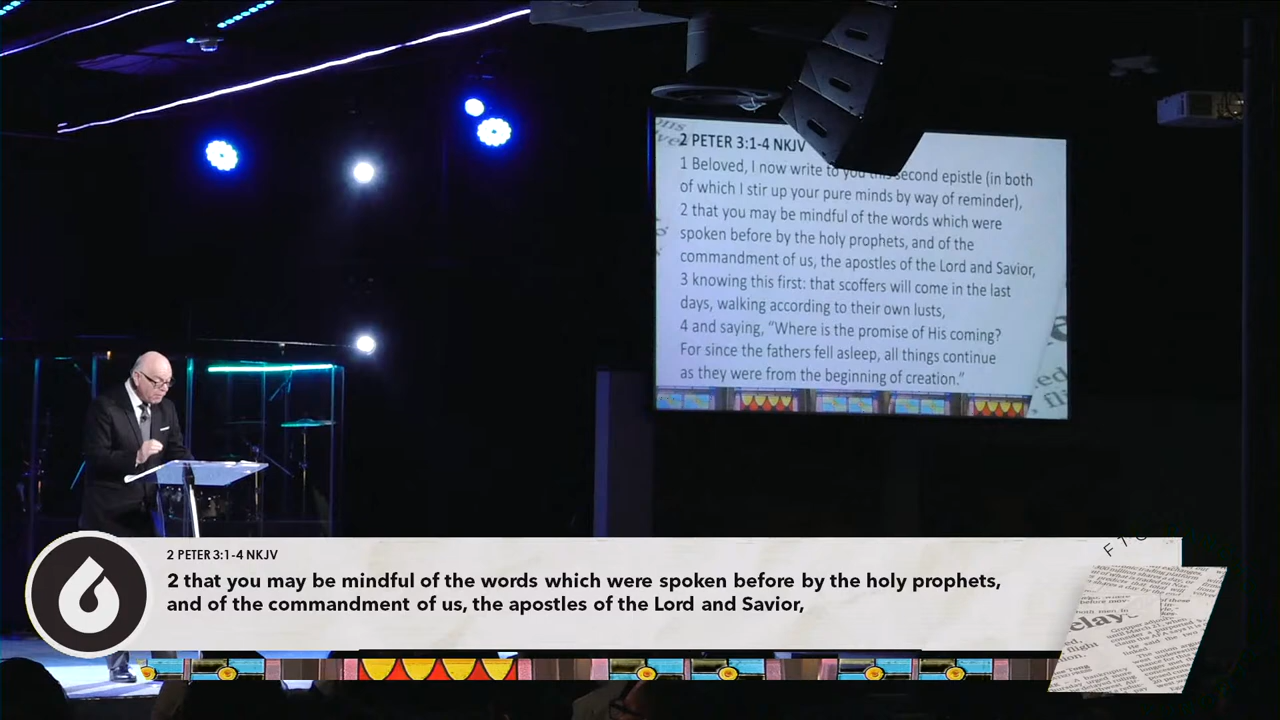 2 PETER 3:1-4 NKJV
1 Beloved, I now write to you this second epistle (in both
of which I stir up your pure minds by way of reminder),
2 that you may be mindful of the words which were
spoken before by the holy prophets, and of the
commandment of us, the apostles of the Lord and Savior,
3 knowing this first: that scoffers will come in the last
days, walking according to their own lusts,
4 and saying, “Where is the promise of His coming?
For since the fathers fell asleep, all things continue
as they were from the beginning of creation.”
2 PETER 3:1-4 NKJV
2 that you may be mindful of the words which were spoken before by the holy prophets,
and of the commandment of us, the apostles of the Lord and Savior,
elay
flight